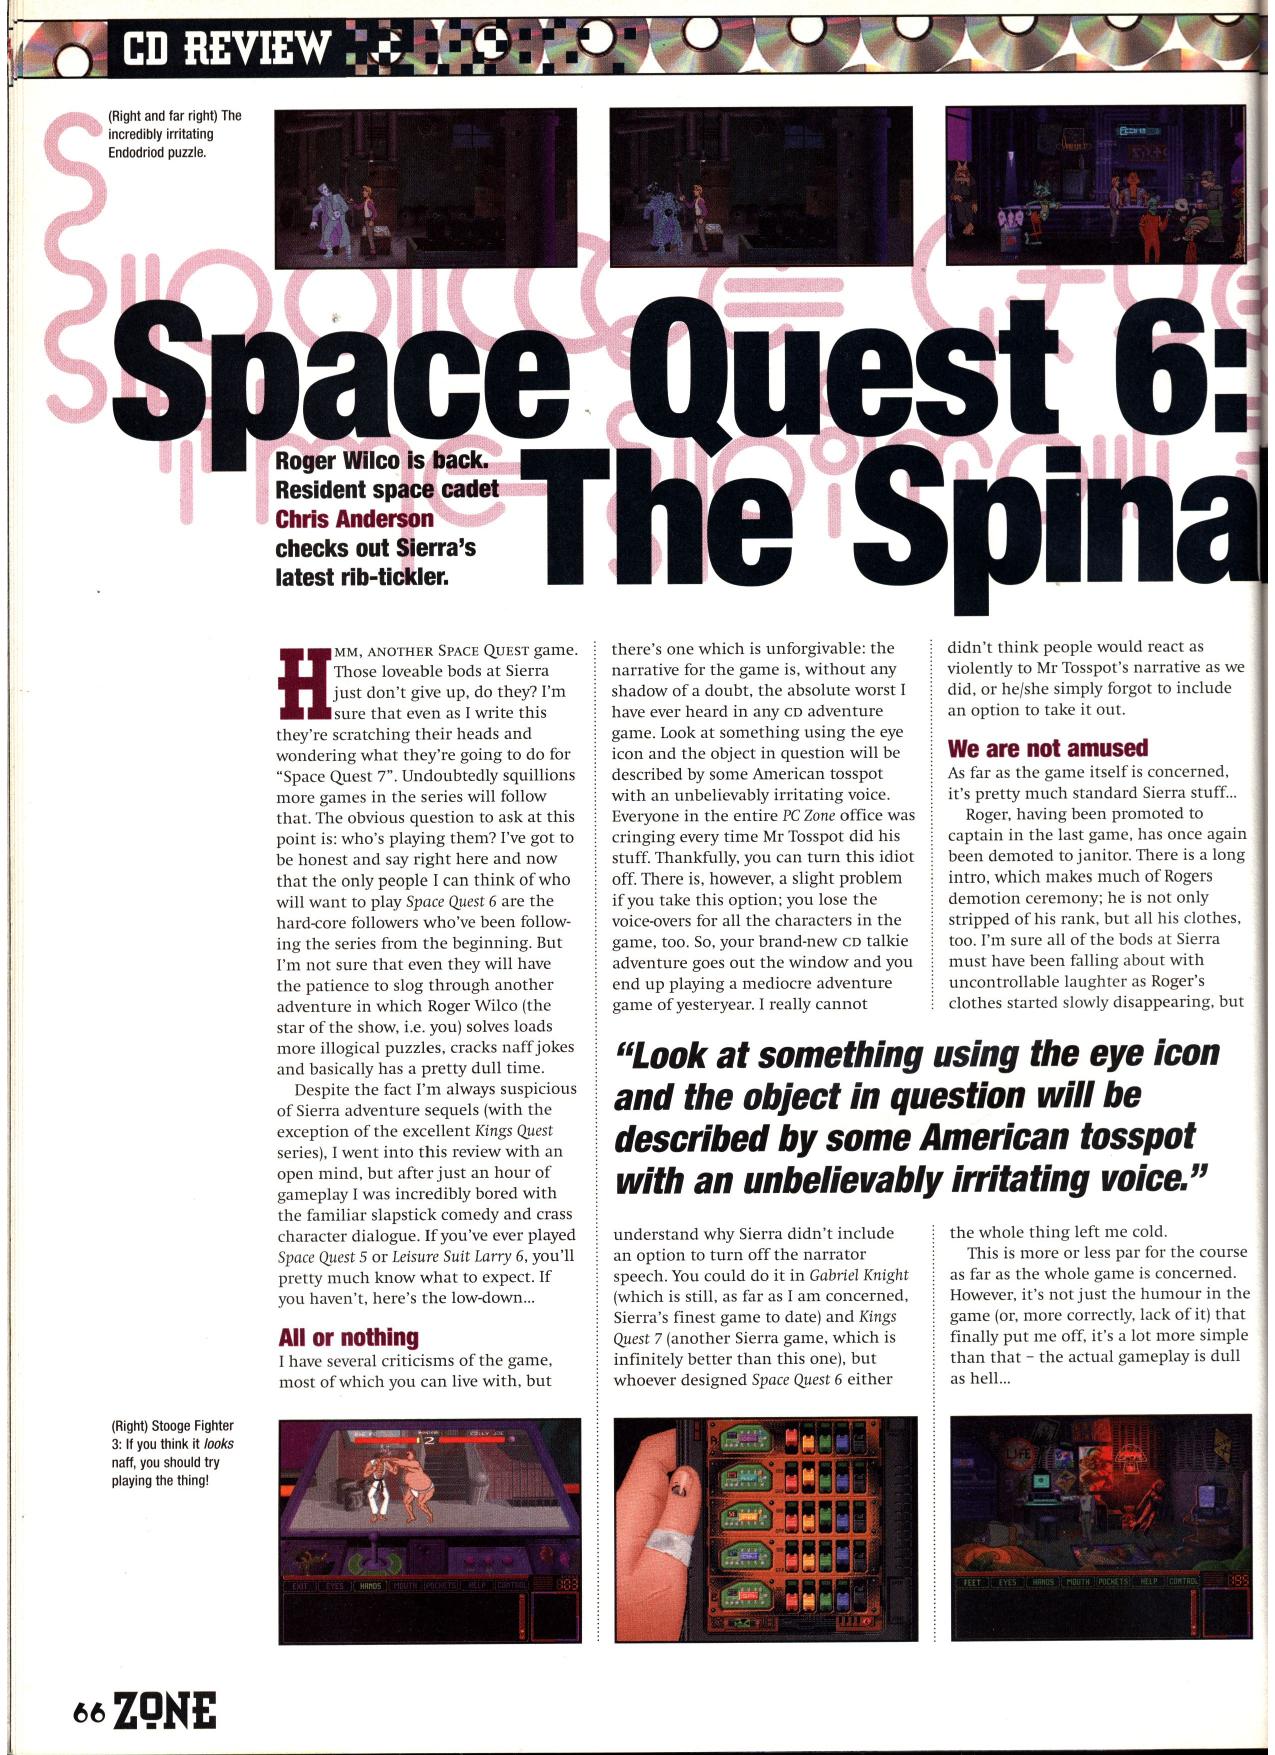 CD REVIEW
(Right and far right) The
incredibly irritating
Endodriod puzzle.
Space Quest 6:
The Spina
Roger Wilco is back.
Resident space cadet
Chris Anderson
checks out Sierra's
latest rib-tickler.
HMM, ANOTHER SPACE QUEST game.
Those loveable bods at Sierra
just don't give up, do they? I'm
sure that even as I write this
they're scratching their heads and
wondering what they're going to do for
“Space Quest 7”. Undoubtedly squillions
more games in the series will follow
that. The obvious question to ask at this
point is: who's playing them? I've got to
be honest and say right here and now
that the only people I can think of who
will want to play Space Quest 6 are the
hard-core followers who've been follow-
ing the series from the beginning. But
I'm not sure that even they will have
the patience to slog through another
adventure in which Roger Wilco (the
star of the show, i.e. you) solves loads
more illogical puzzles, cracks naff jokes
and basically has a pretty dull time.
Despite the fact I'm always suspicious
of Sierra adventure sequels (with the
exception of the excellent Kings Quest
series), I went into this review with an
open mind, but after just an hour of
gameplay I was incredibly bored with
the familiar slapstick comedy and crass
character dialogue. If you've ever played
Space Quest 5 or Leisure Suit Larry 6, you'll
pretty much know what to expect. If
you haven't, here's the low-down...
All or nothing
I have several criticisms of the game,
most of which you can live with, but
there's one which is unforgivable: the
narrative for the game is, without any
shadow of a doubt, the absolute worst I
have ever heard in any CD adventure
game. Look at something using the eye
icon and the object in question will be
described by some American tosspot
with an unbelievably irritating voice.
Everyone in the entire PC Zone office was
cringing every time Mr Tosspot did his
stuff. Thankfully, you can turn this idiot
off. There is, however, a slight problem
if you take this option; you lose the
voice-overs for all the characters in the
game, too. So, your brand-new CD talkie
adventure goes out the window and you
end up playing a mediocre adventure
game of yesteryear. I really cannot
understand why Sierra didn't include
an option to turn off the narrator
speech. You could do it in Gabriel Knight
(which is still, as far as I am concerned,
Sierra's finest game to date) and Kings
Quest 7 (another Sierra game, which is
infinitely better than this one), but
whoever designed Space Quest 6 either
didn't think people would react as
violently to Mr Tosspot's narrative as we
did, or he/she simply forgot to include
an option to take it out.
We are not amused
As far as the game itself is concerned,
it's pretty much standard Sierra stuff...
Roger, having been promoted to
captain in the last game, has once again
been demoted to janitor. There is a long
intro, which makes much of Rogers
demotion ceremony; he is not only
stripped of his rank, but all his clothes,
too. I'm sure all of the bods at Sierra
must have been falling about with
uncontrollable laughter as Roger's
clothes started slowly disappearing, but
the whole thing left me cold.
This is more or less par for the course
as far as the whole game is concerned.
However, it's not just the humour in the
game (or, more correctly, lack of it) that
finally put me off, it's a lot more simple
than that – the actual gameplay is dull
as hell...
“Look at something using the eye icon
and the object in question will be
described by some American tosspot
with an unbelievably irritating voice.”
(Right) Stooge Fighter
3: If you think it looks
naff, you should try
playing the thing!
2
EXIT EYES HANDS MOUTH POCKETS HELP CONTROL
LIFE
FEET EYES HANDS MOUTH POCKETS HELP CONTROL 195
66 ZONE